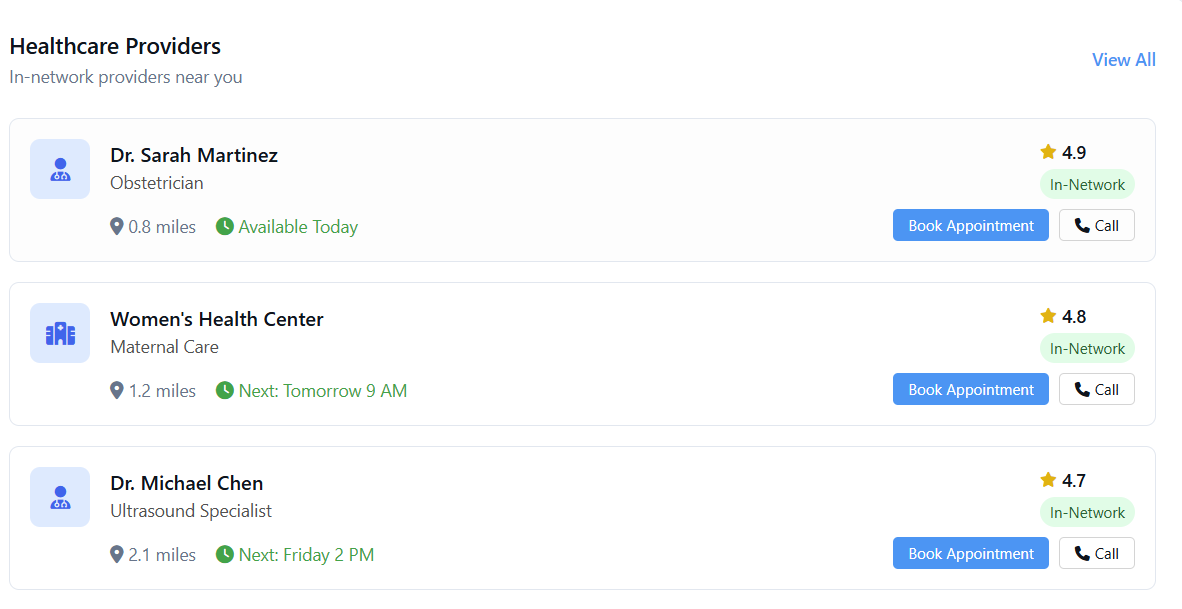 Healthcare Providers
In-network providers near you
View All
Dr. Sarah Martinez
Obstetrician
0.8 miles Available Today
4.9
In-Network
Book Appointment Call
Women's Health Center
Maternal Care
1.2 miles Next: Tomorrow 9 AM
4.8
In-Network
Book Appointment Call
Dr. Michael Chen
Ultrasound Specialist
2.1 miles Next: Friday 2 PM
4.7
In-Network
Book Appointment Call